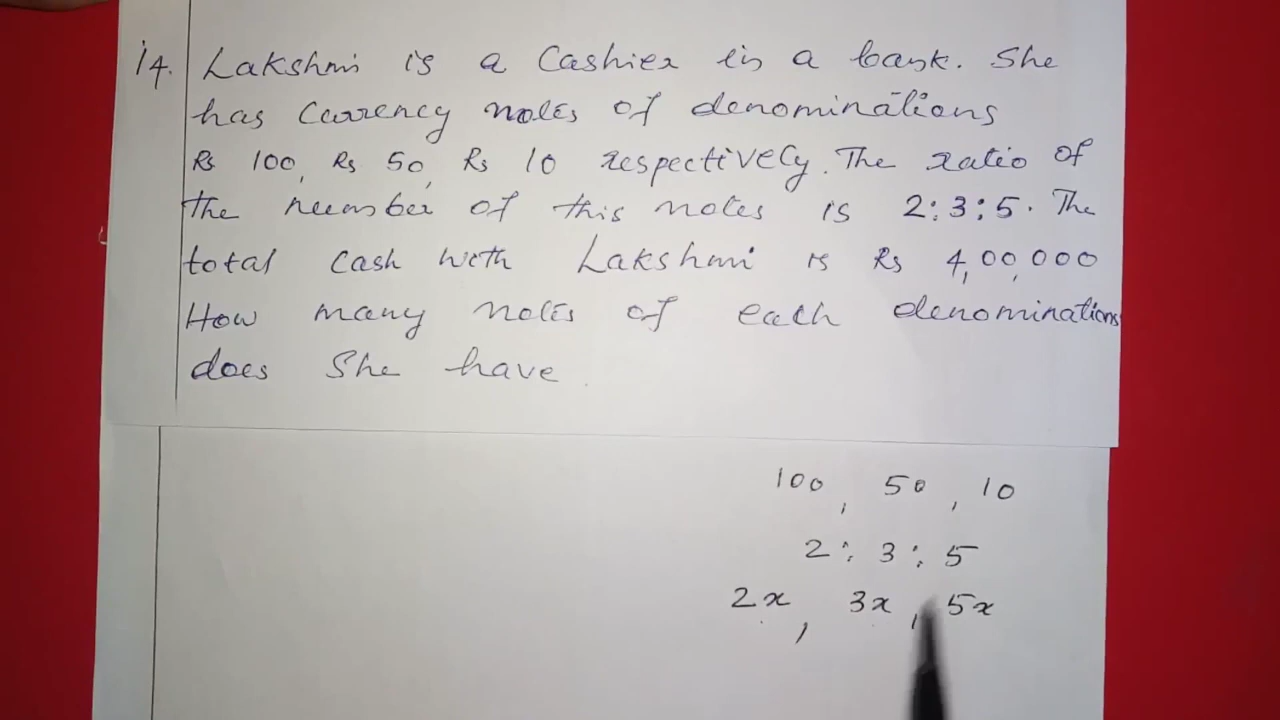 14. Lakshmi is a Cashier in a bank. She
has Currency notes of denominations
Rs 100, Rs 50, Rs 10 respectively. The ratio of
the number of this notes is 2:3:5. The
total cash with Lakshmi is Rs 4,00,000
How many notes of each denominations
does She have
100, 50, 10
2:3:5
2x, 3x, 5x